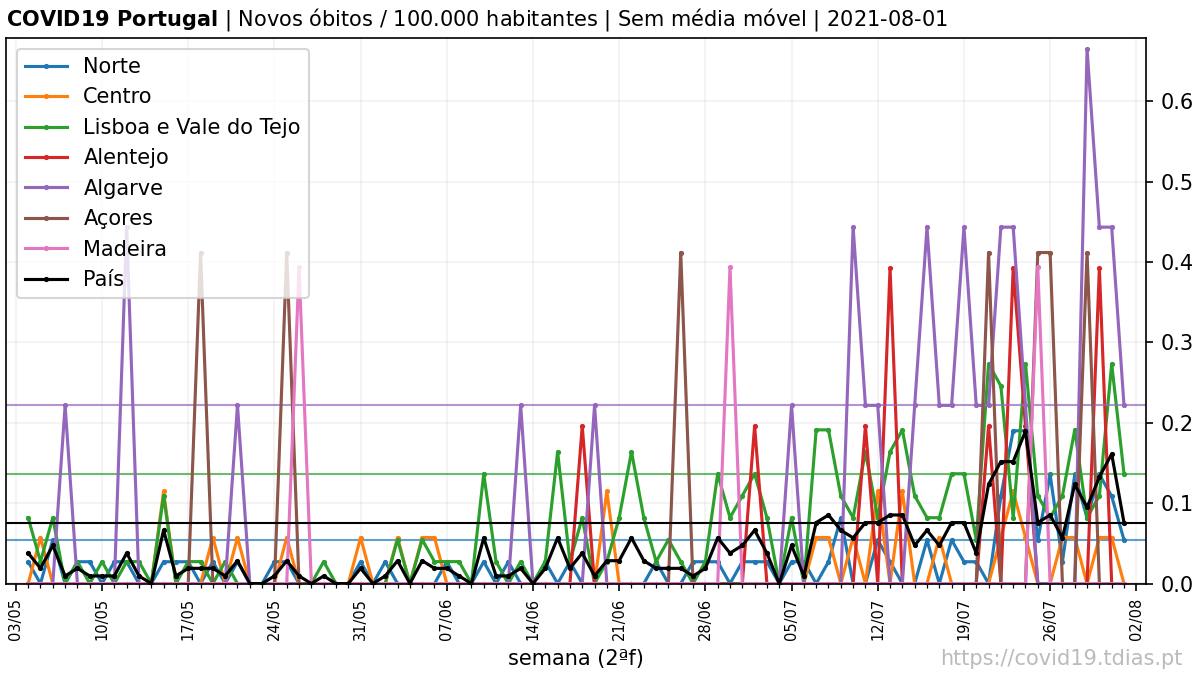 COVID19 Portugal | Novos óbitos / 100.000 habitantes | Sem média móvel | 2021-08-01
Norte
Centro
Lisboa e Vale do Tejo
Alentejo
Algarve
Açores
Madeira
País
0.6
0.5
0.4
0.3
0.2
0.1
0.0
03/05 10/05 17/05 24/05 31/05 07/06 14/06 21/06 28/06 05/07 12/07 19/07 26/07 02/08
semana (2ªf)
https://covid19.tdias.pt